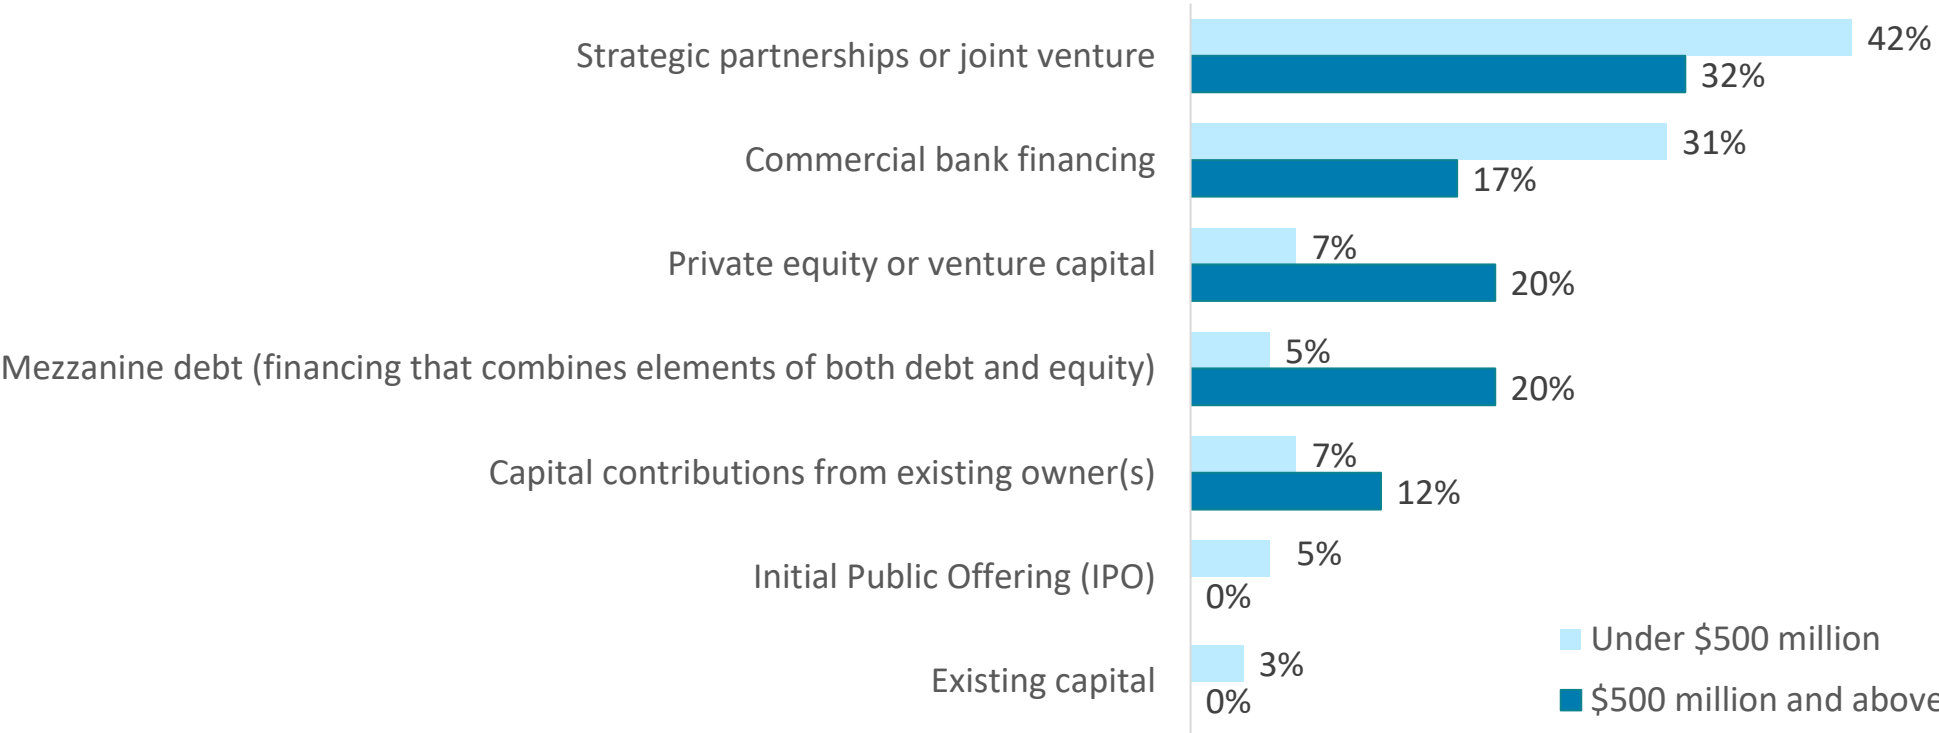 Strategic partnerships or joint venture
42%
32%
Commercial bank financing
31%
17%
Private equity or venture capital
7%
20%
Mezzanine debt (financing that combines elements of both debt and equity)
5%
20%
Capital contributions from existing owner(s)
7%
12%
Initial Public Offering (IPO)
5%
0%
Existing capital
3%
0%
Under $500 million
$500 million and above